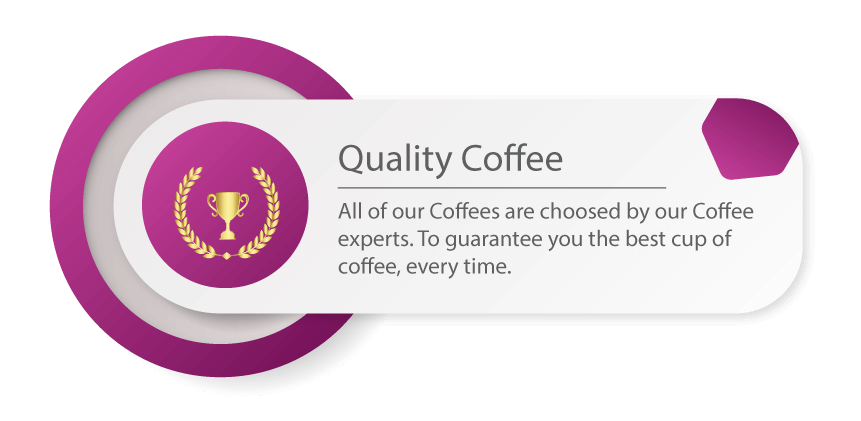 Quality Coffee
All of our Coffees are choosed by our Coffee
experts. To guarantee you the best cup of
coffee, every time.